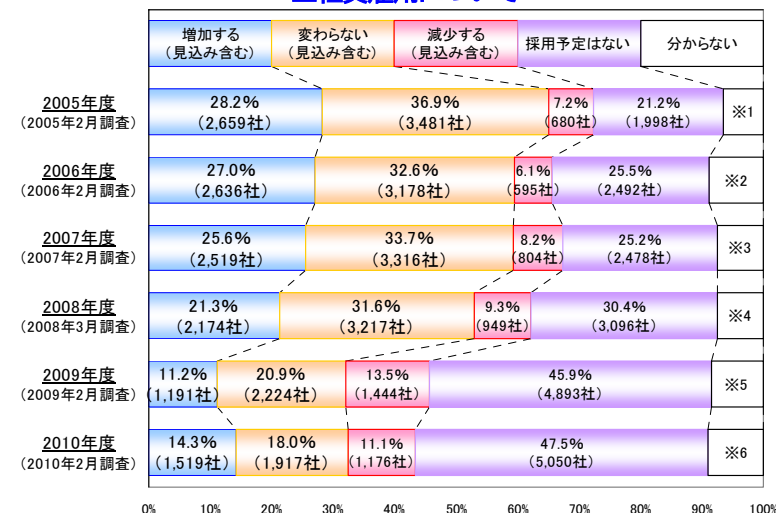 増加する
(見込み含む)
変わらない
(見込み含む)
減少する
(見込み含む)
採用予定はない
分からない
2005年度
(2005年2月調査)
28.2%
(2,659社)
36.9%
(3,481社)
7.2%
(680社)
21.2%
(1,998社)
※1
2006年度
(2006年2月調査)
27.0%
(2,636社)
32.6%
(3,178社)
6.1%
(595社)
25.5%
(2,492社)
※2
2007年度
(2007年2月調査)
25.6%
(2,519社)
33.7%
(3,316社)
8.2%
(804社)
25.2%
(2,478社)
※3
2008年度
(2008年3月調査)
21.3%
(2,174社)
31.6%
(3,217社)
9.3%
(949社)
30.4%
(3,096社)
※4
2009年度
(2009年2月調査)
11.2%
(1,191社)
20.9%
(2,224社)
13.5%
(1,444社)
45.9%
(4,893社)
※5
2010年度
(2010年2月調査)
14.3%
(1,519社)
18.0%
(1,917社)
11.1%
(1,176社)
47.5%
(5,050社)
※6
0% 10% 20% 30% 40% 50% 60% 70% 80% 90% 100%